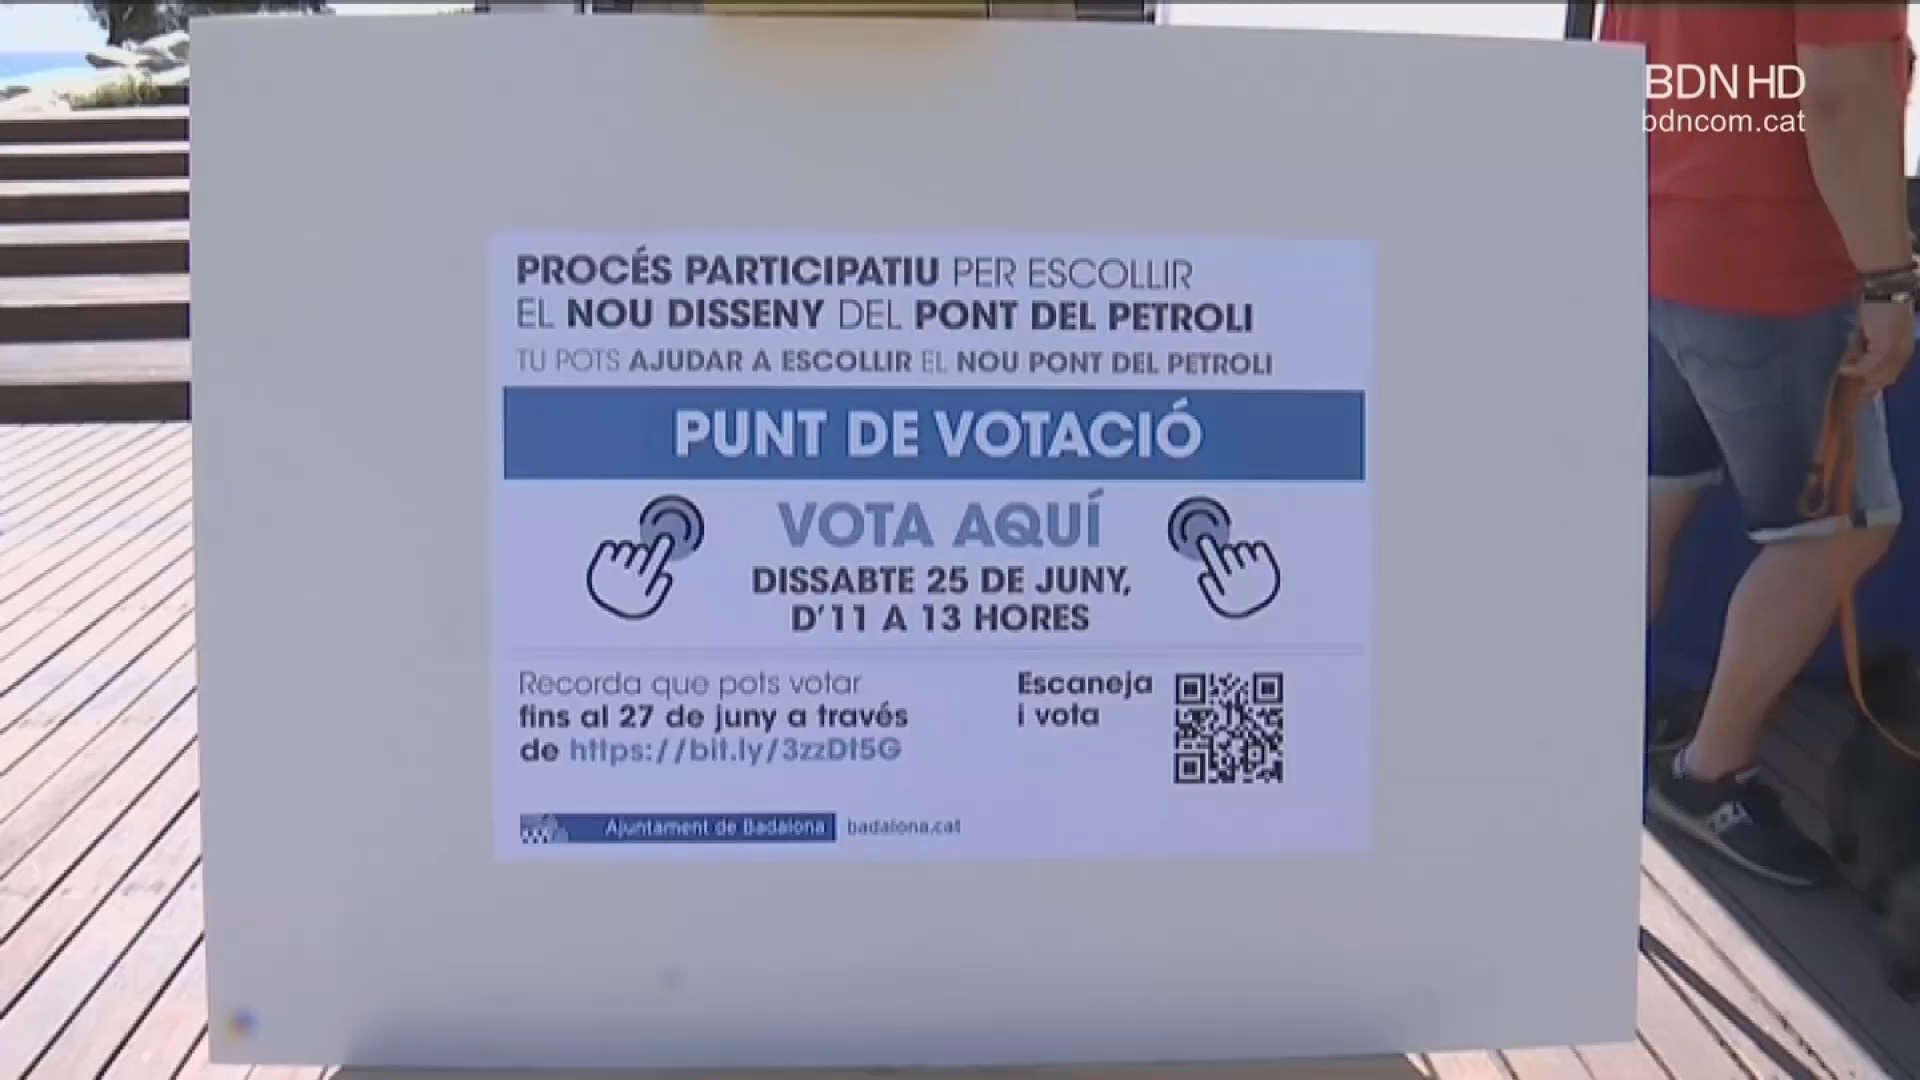 BDN HD
bdncom.cat
PROCÉS PARTICIPATIU PER ESCOLLIR
EL NOU DISSENY DEL PONT DEL PETROLI
TU POTS AJUDAR A ESCOLLIR EL NOU PONT DEL PETROLI
PUNT DE VOTACIÓ
VOTA AQUÍ
DISSABTE 25 DE JUNY,
D'11 A 13 HORES
Recorda que pots votar
fins al 27 de juny a través
de https://bit.ly/3zzDt5G
Escaneja
i vota
Ajuntament de Badalona badalona.cat